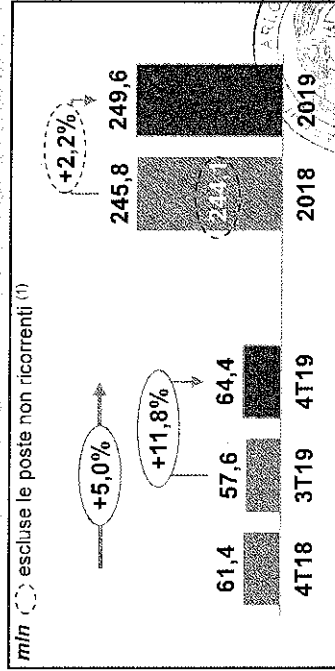 mln escluse le poste non ricorrenti (1)
+5,0%
+11,8%
+2,2%
61,4
57,6
64,4
245,8
249,6
244,1
4T18
3T19
4T19
2018
2019